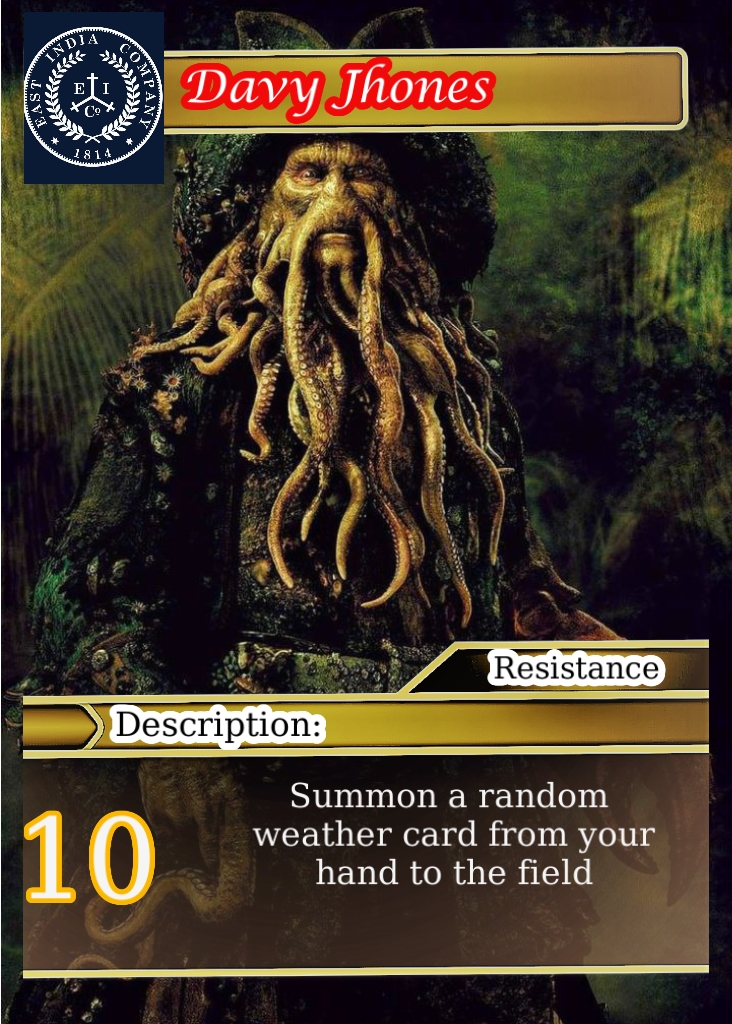 EAST INDIA COMPANY
E I
Co
1814
Davy Jhones
Resistance
Description:
10
Summon a random
weather card from your
hand to the field